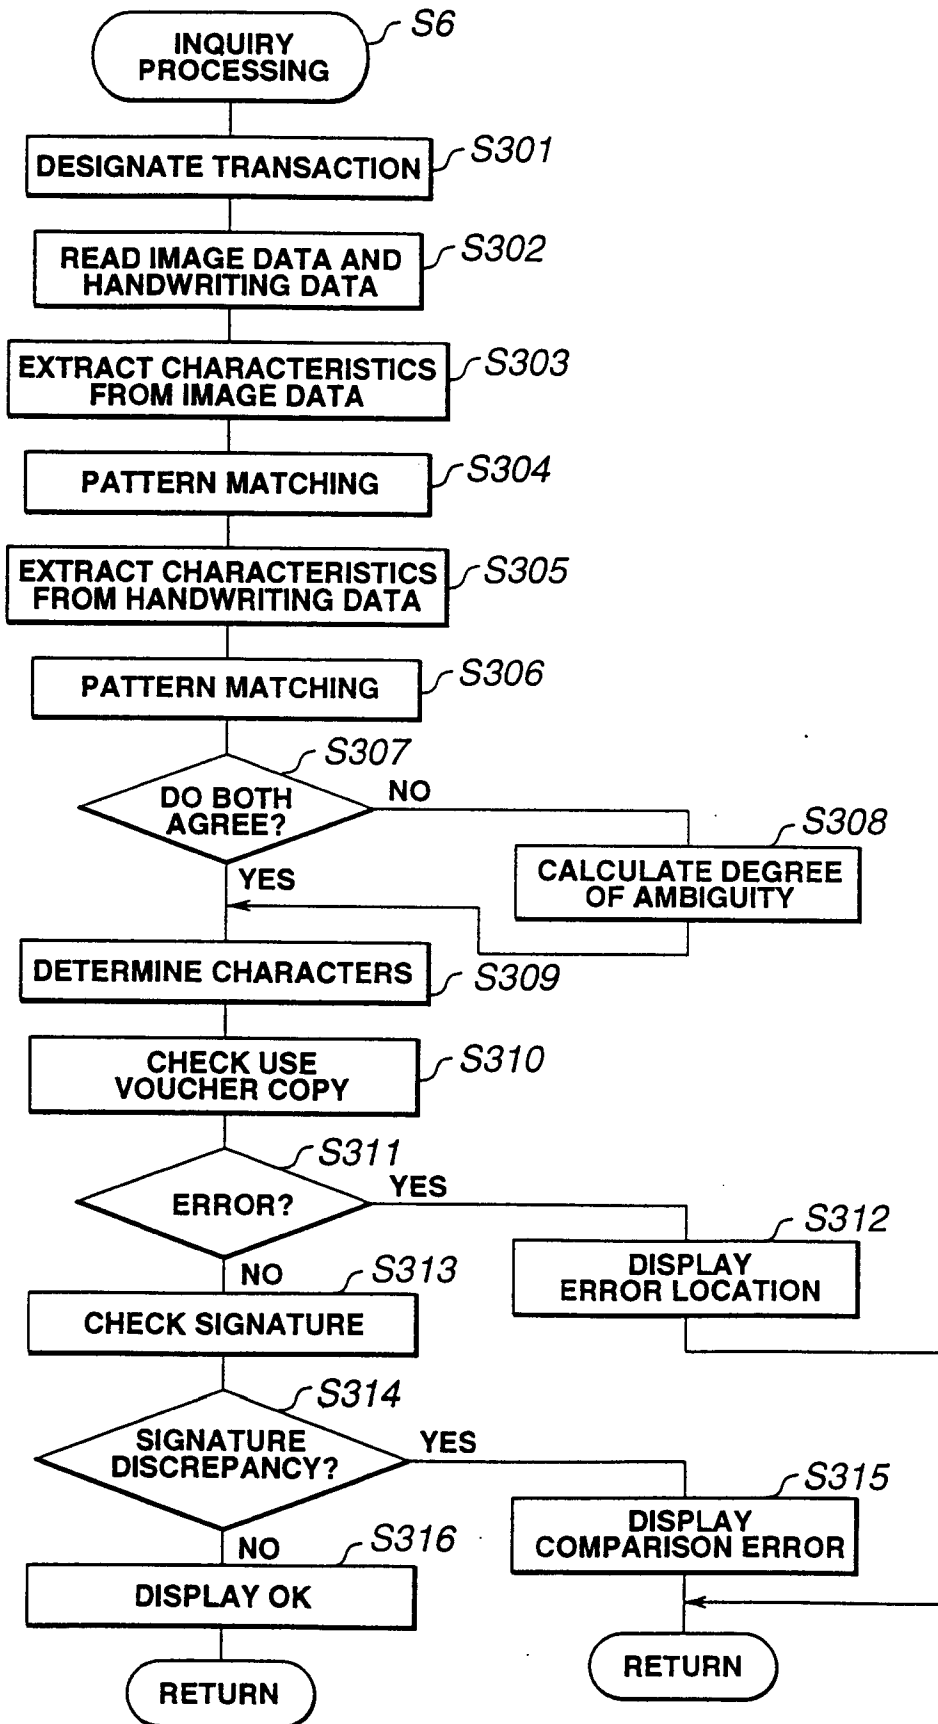 S6
INQUIRY
PROCESSING
S301
DESIGNATE TRANSACTION
S302
READ IMAGE DATA AND
HANDWRITING DATA
S303
EXTRACT CHARACTERISTICS
FROM IMAGE DATA
S304
PATTERN MATCHING
S305
EXTRACT CHARACTERISTICS
FROM HANDWRITING DATA
S306
PATTERN MATCHING
S307
DO BOTH
AGREE?
NO
YES
S308
CALCULATE DEGREE
OF AMBIGUITY
DETERMINE CHARACTERS
S309
CHECK USE
VOUCHER COPY
S310
S311
ERROR?
YES
NO
S312
DISPLAY
ERROR LOCATION
S313
CHECK SIGNATURE
S314
SIGNATURE
DISCREPANCY?
YES
NO
S315
DISPLAY
COMPARISON ERROR
S316
DISPLAY OK
RETURN
RETURN